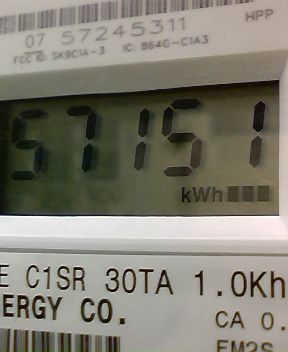 HPP
07 57245311
FCC ID: SK9C1A-3 IC: 864G-C1A3
57151
kWh
E C1SR 30TA 1.0Kh
ERGY CO.
CA 0.
FM2S